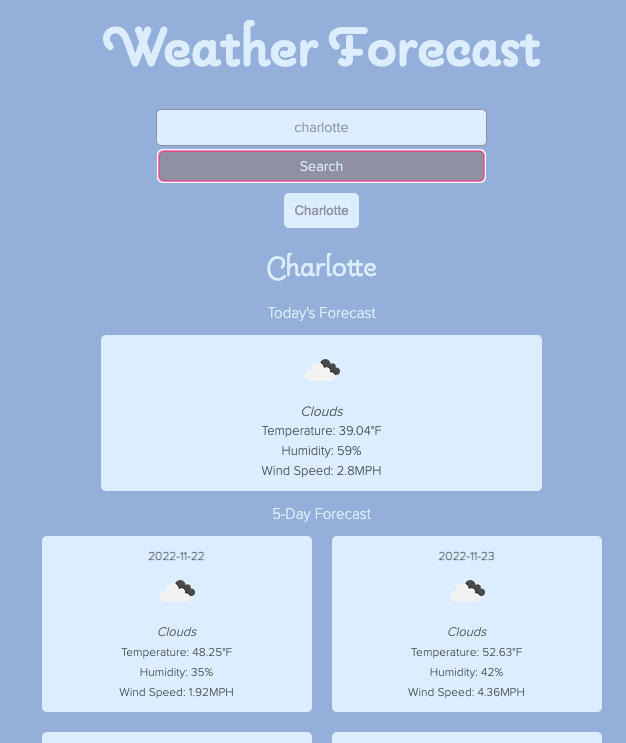 Weather Forecast
charlotte
Search
Charlotte
Charlotte
Today's Forecast
Clouds
Temperature: 39.04°F
Humidity: 59%
Wind Speed: 2.8MPH
5-Day Forecast
2022-11-22
Clouds
Temperature: 48.25°F
Humidity: 35%
Wind Speed: 1.92MPH
2022-11-23
Clouds
Temperature: 52.63°F
Humidity: 42%
Wind Speed: 4.36MPH